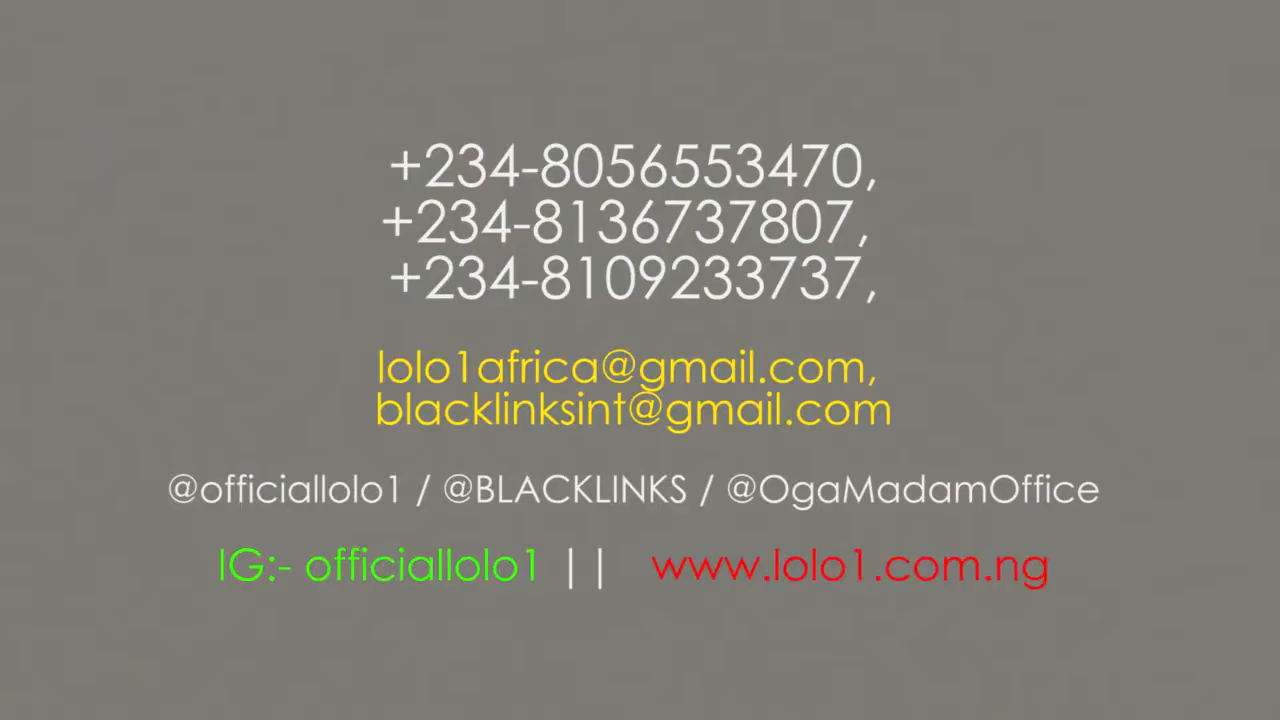 +234-8056553470,
+234-8136737807,
+234-8109233737,
lolo1africa@gmail.com,
blacklinksint@gmail.com
@officiallolo1 / @BLACKLINKS / @OgaMadamOffice
IG:- officiallolo1 || www.lolo1.com.ng